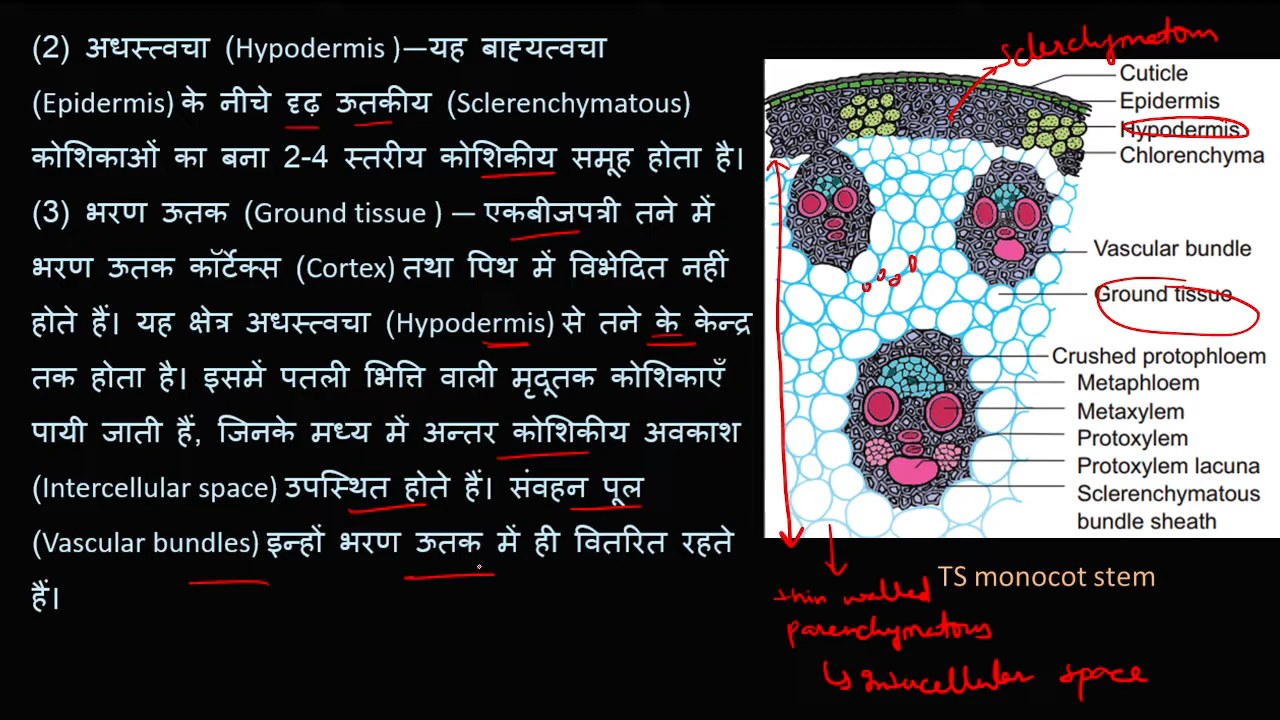 (2) अधस्त्वचा (Hypodermis )—यह बाह्यत्वचा
(Epidermis) के नीचे दृढ़ ऊतकीय (Sclerenchymatous)
कोशिकाओं का बना 2-4 स्तरीय कोशिकीय समूह होता है।
(3) भरण ऊतक (Ground tissue ) — एकबीजपत्री तने में
भरण ऊतक कॉर्टेक्स (Cortex) तथा पिथ में विभेदित नहीं
होते हैं। यह क्षेत्र अधस्त्वचा (Hypodermis) से तने के केन्द्र
तक होता है। इसमें पतली भित्ति वाली मृदूतक कोशिकाएँ
पायी जाती हैं, जिनके मध्य में अन्तर कोशिकीय अवकाश
(Intercellular space) उपस्थित होते हैं। संवहन पूल
(Vascular bundles) इन्हों भरण ऊतक में ही वितरित रहते
हैं।
Cuticle
Epidermis
Hypodermis
Chlorenchyma
Vascular bundle
Ground tissue
Crushed protophloem
Metaphloem
Metaxylem
Protoxylem
Protoxylem lacuna
Sclerenchymatous
bundle sheath
TS monocot stem
thin walled
parenchymatous
space